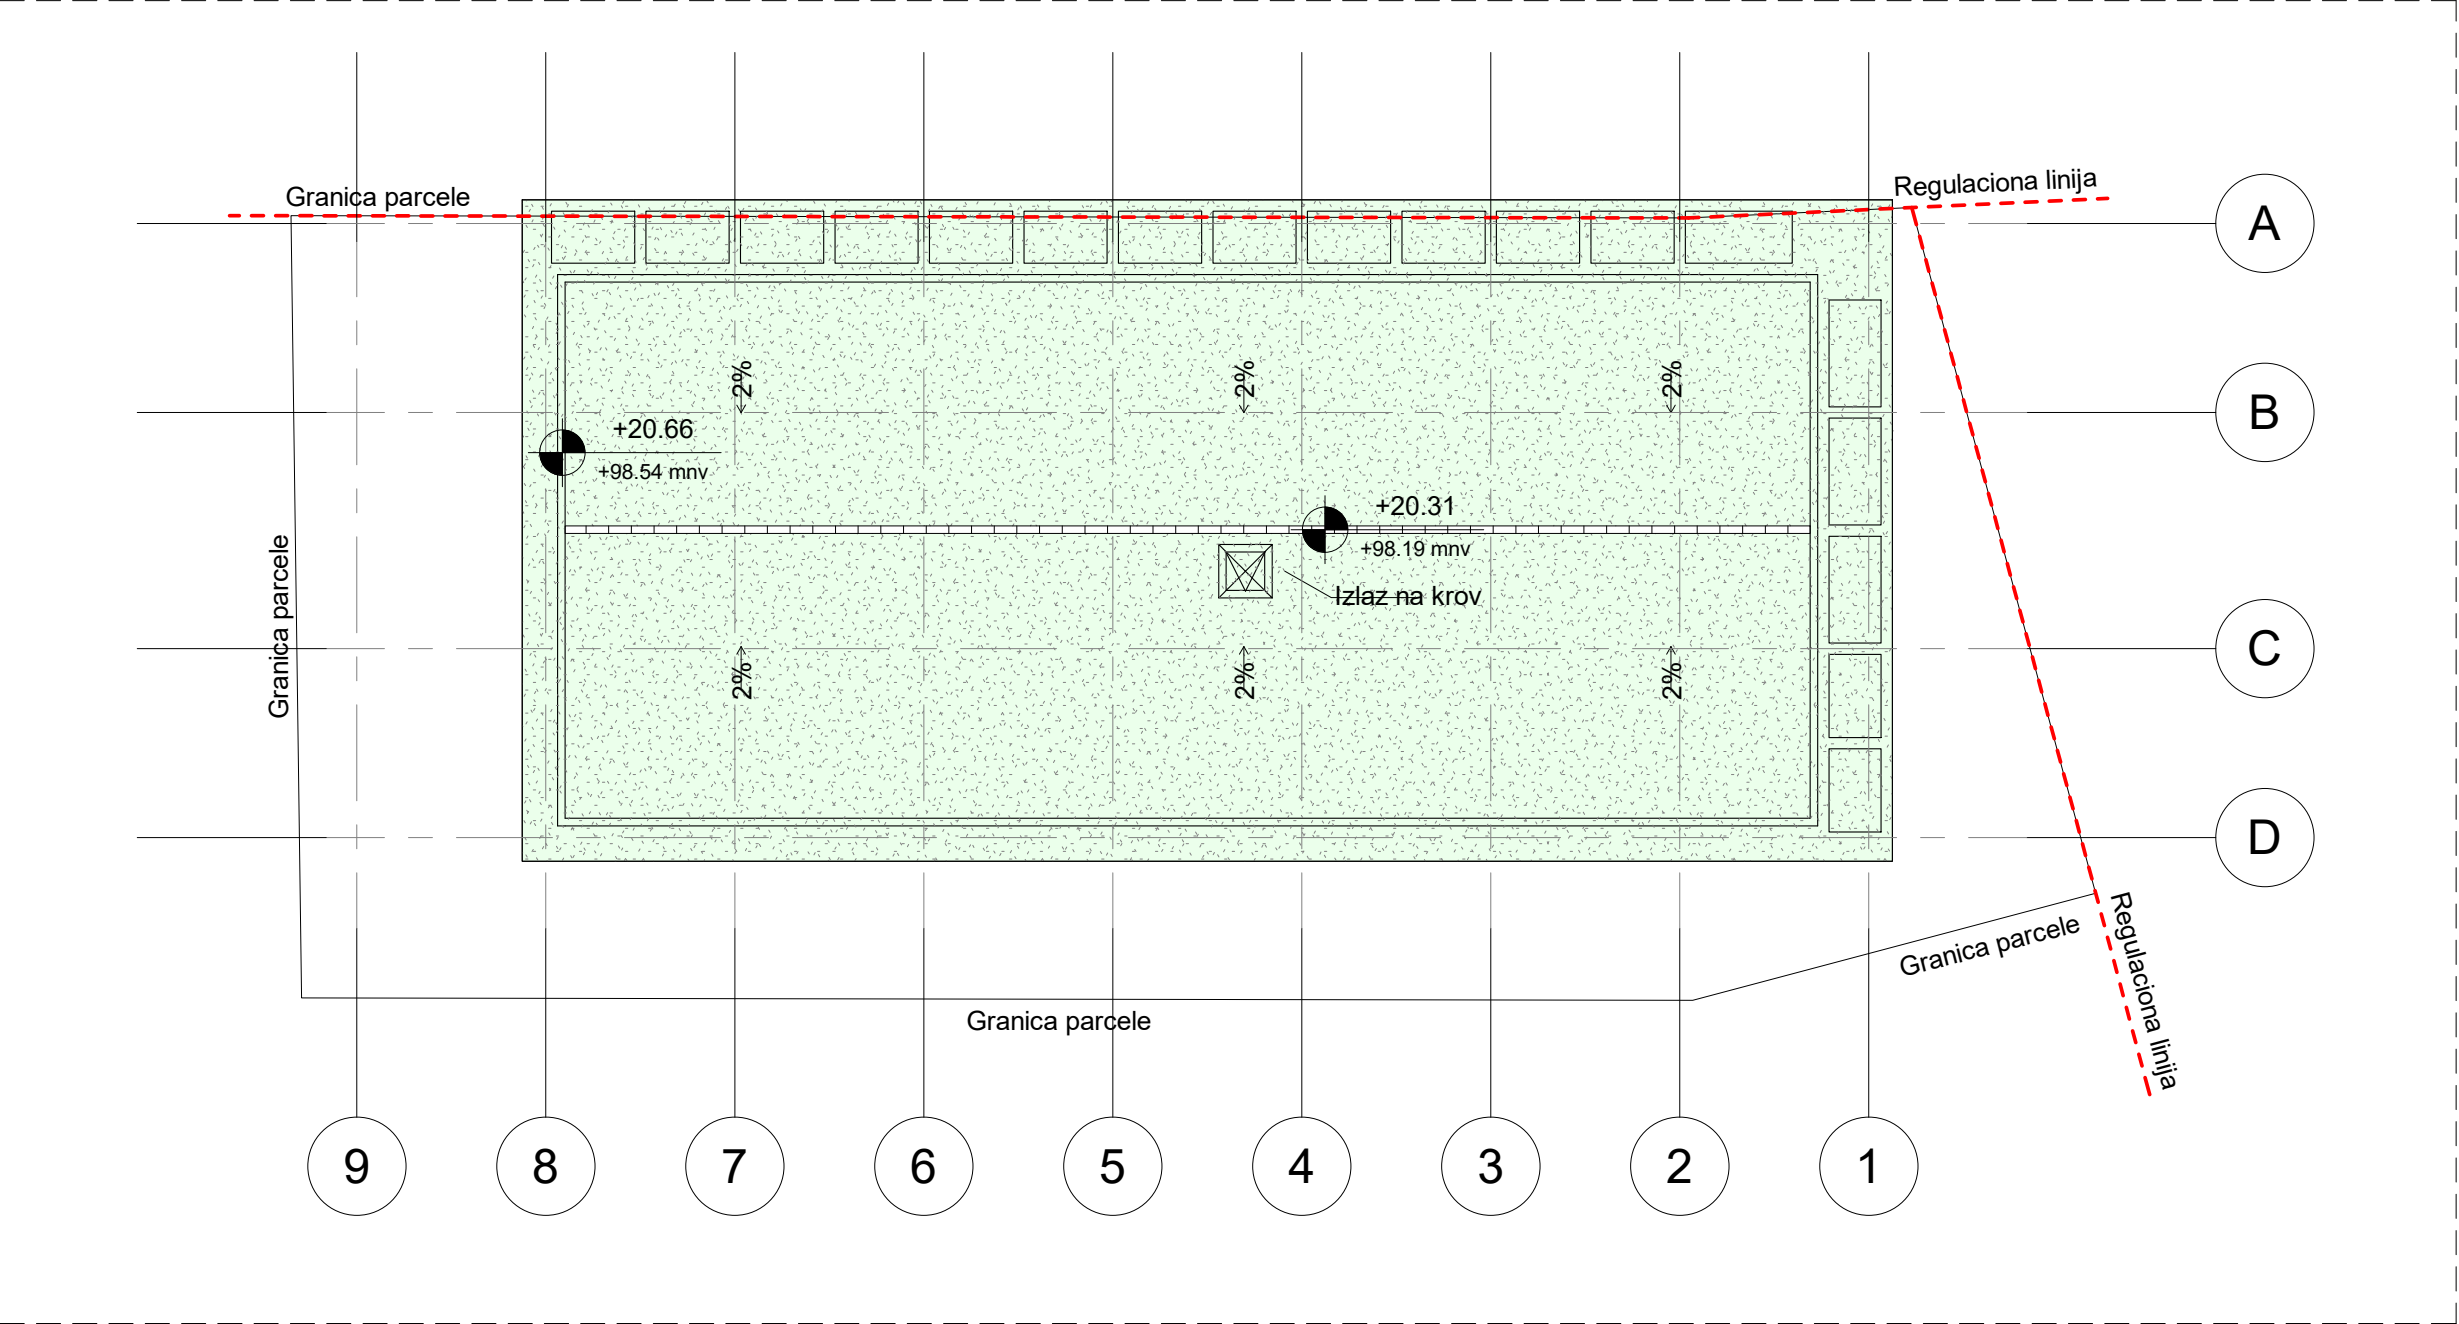 Granica parcele
Regulaciona linija
A
2%
2%
2%
B
+20.66
+98.54 mnv
+20.31
+98.19 mnv
Izlaz na krov
Granica parcele
C
2%
2%
2%
D
Granica parcele
Regulaciona linija
Granica parcele
9
8
7
6
5
4
3
2
1